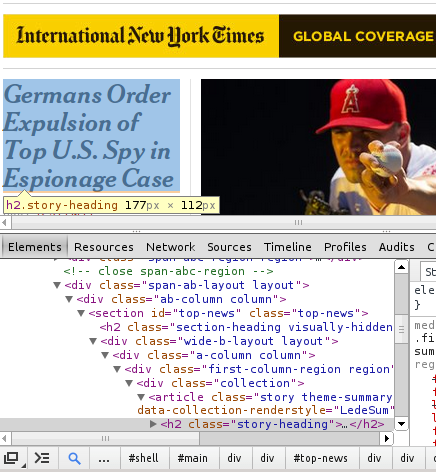 International New York Times
GLOBAL COVERAGE
Germans Order
Expulsion of
Top U.S. Spy in
Espionage Case
h2.story-heading 177px × 112px
Elements Resources Network Sources Timeline Profiles Audits C
<!-- close span-abc-region -->
▼<div class="span-ab-layout layout">
▼<div class="ab-column column">
▼<section id="top-news" class="top-news">
<h2 class="section-heading visually-hidden
▼<div class="wide-b-layout layout">
▼<div class="a-column column">
▼<div class="first-column-region region"
▼<div class="collection">
▼<article class="story theme-summar
data-collection-renderstyle="LedeSum"
▶<h2 class="story-heading">…</h2>
St
element
}
med
.fi
sum
reg
}
... #shell #main div div #top-news div div div